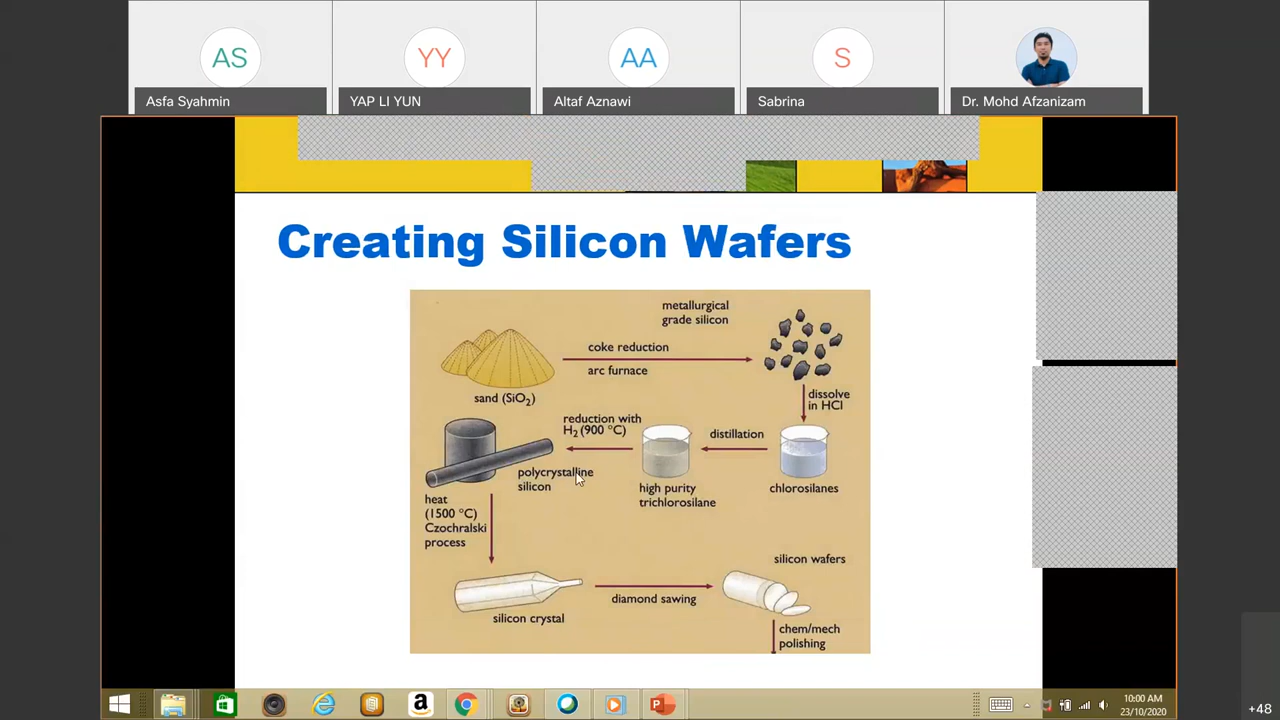 AS
YY
AA
S
Asfa Syahmin
YAP LI YUN
Altaf Aznawi
Sabrina
Dr. Mohd Afzanizam
Creating Silicon Wafers
metallurgical
grade silicon
coke reduction
arc furnace
sand (SiO₂)
dissolve
in HCl
reduction with
H₂ (900 °C)
distillation
polycrystalline
silicon
high purity
trichlorosilane
chlorosilanes
heat
(1500 °C)
Czochralski
process
silicon wafers
diamond sawing
silicon crystal
chem/mech
polishing
10:00 AM
23/10/2020
+48